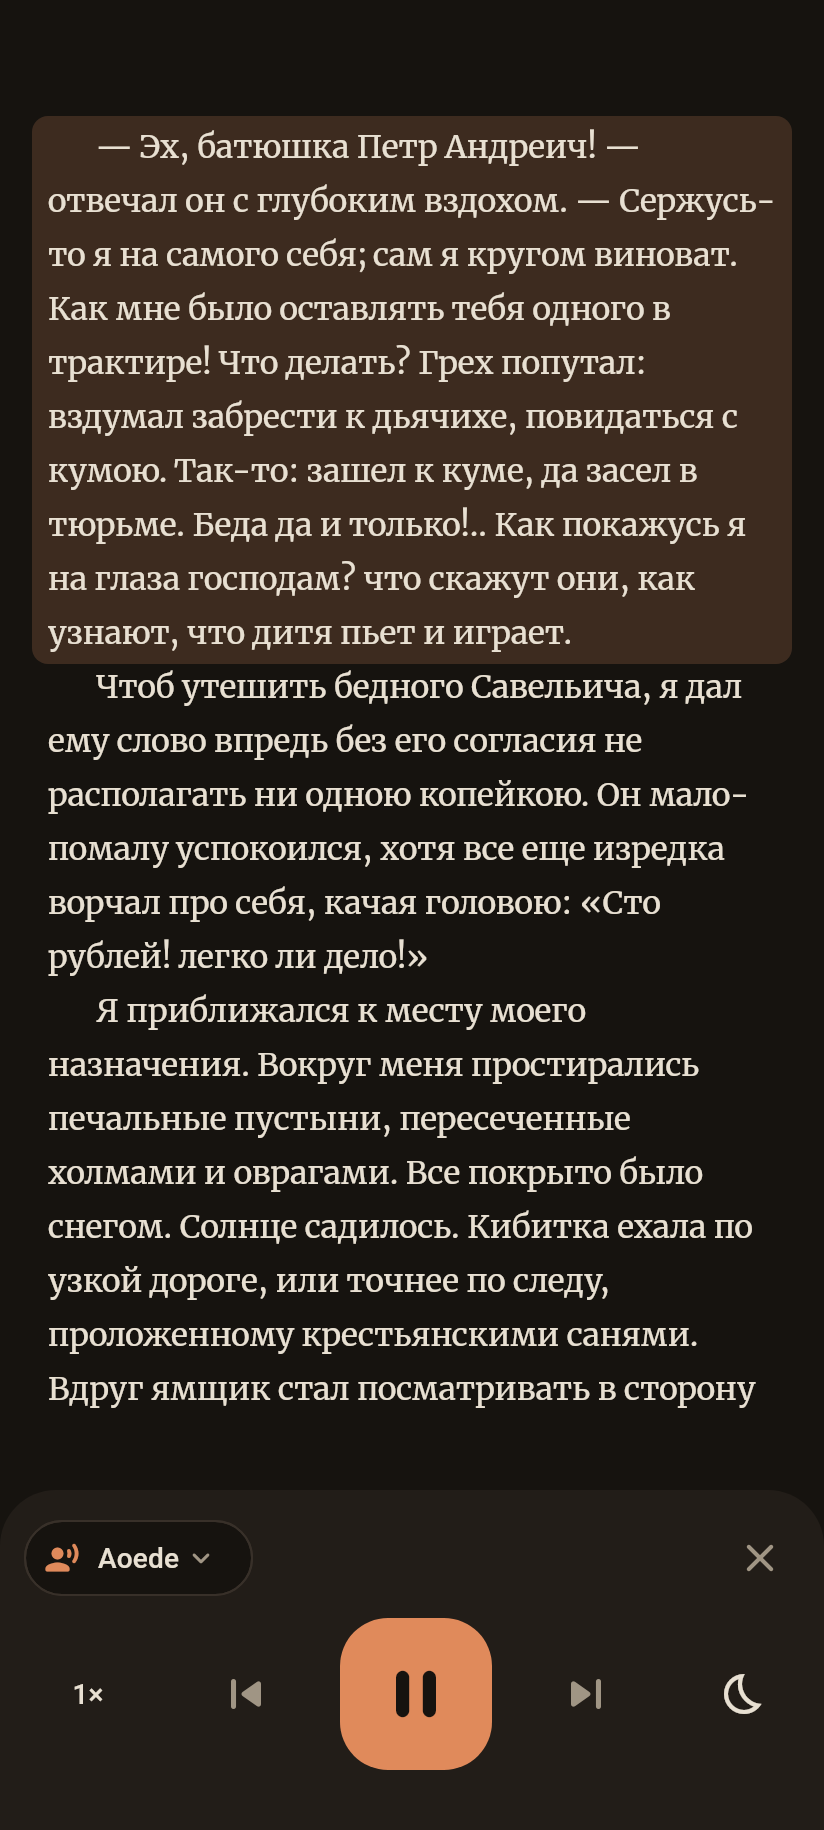 — Эх, батюшка Петр Андреич! —
отвечал он с глубоким вздохом. — Сержусь-
то я на самого себя; сам я кругом виноват.
Как мне было оставлять тебя одного в
трактире! Что делать? Грех попутал:
вздумал забрести к дьячихе, повидаться с
кумою. Так-то: зашел к куме, да засел в
тюрьме. Беда да и только!.. Как покажусь я
на глаза господам? что скажут они, как
узнают, что дитя пьет и играет.
Чтоб утешить бедного Савельича, я дал
ему слово впредь без его согласия не
располагать ни одною копейкою. Он мало-
помалу успокоился, хотя все еще изредка
ворчал про себя, качая головою: «Сто
рублей! легко ли дело!»
Я приближался к месту моего
назначения. Вокруг меня простирались
печальные пустыни, пересеченные
холмами и оврагами. Все покрыто было
снегом. Солнце садилось. Кибитка ехала по
узкой дороге, или точнее по следу,
проложенному крестьянскими санями.
Вдруг ямщик стал посматривать в сторону
Aoede
1×